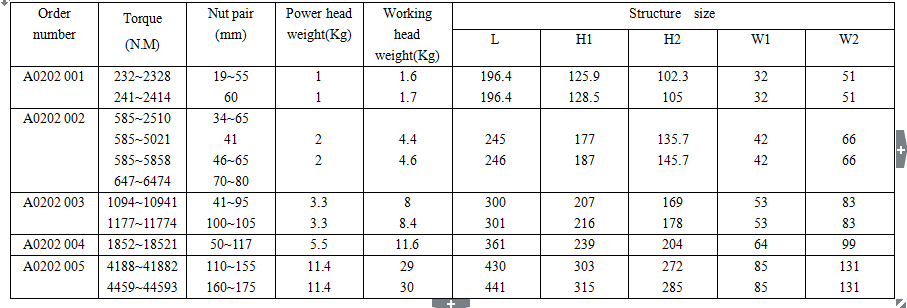 Order number Torque (N.M) Nut pair (mm) Power head weight(Kg) Working head weight(Kg) Structure size
L H1 H2 W1 W2
A0202 001 232~2328 19~55 1 1.6 196.4 125.9 102.3 32 51
241~2414 60 1 1.7 196.4 128.5 105 32 51
A0202 002 585~2510 34~65
585~5021 41 2 4.4 245 177 135.7 42 66
585~5858 46~65 2 4.6 246 187 145.7 42 66
647~6474 70~80
A0202 003 1094~10941 41~95 3.3 8 300 207 169 53 83
1177~11774 100~105 3.3 8.4 301 216 178 53 83
A0202 004 1852~18521 50~117 5.5 11.6 361 239 204 64 99
A0202 005 4188~41882 110~155 11.4 29 430 303 272 85 131
4459~44593 160~175 11.4 30 441 315 285 85 131